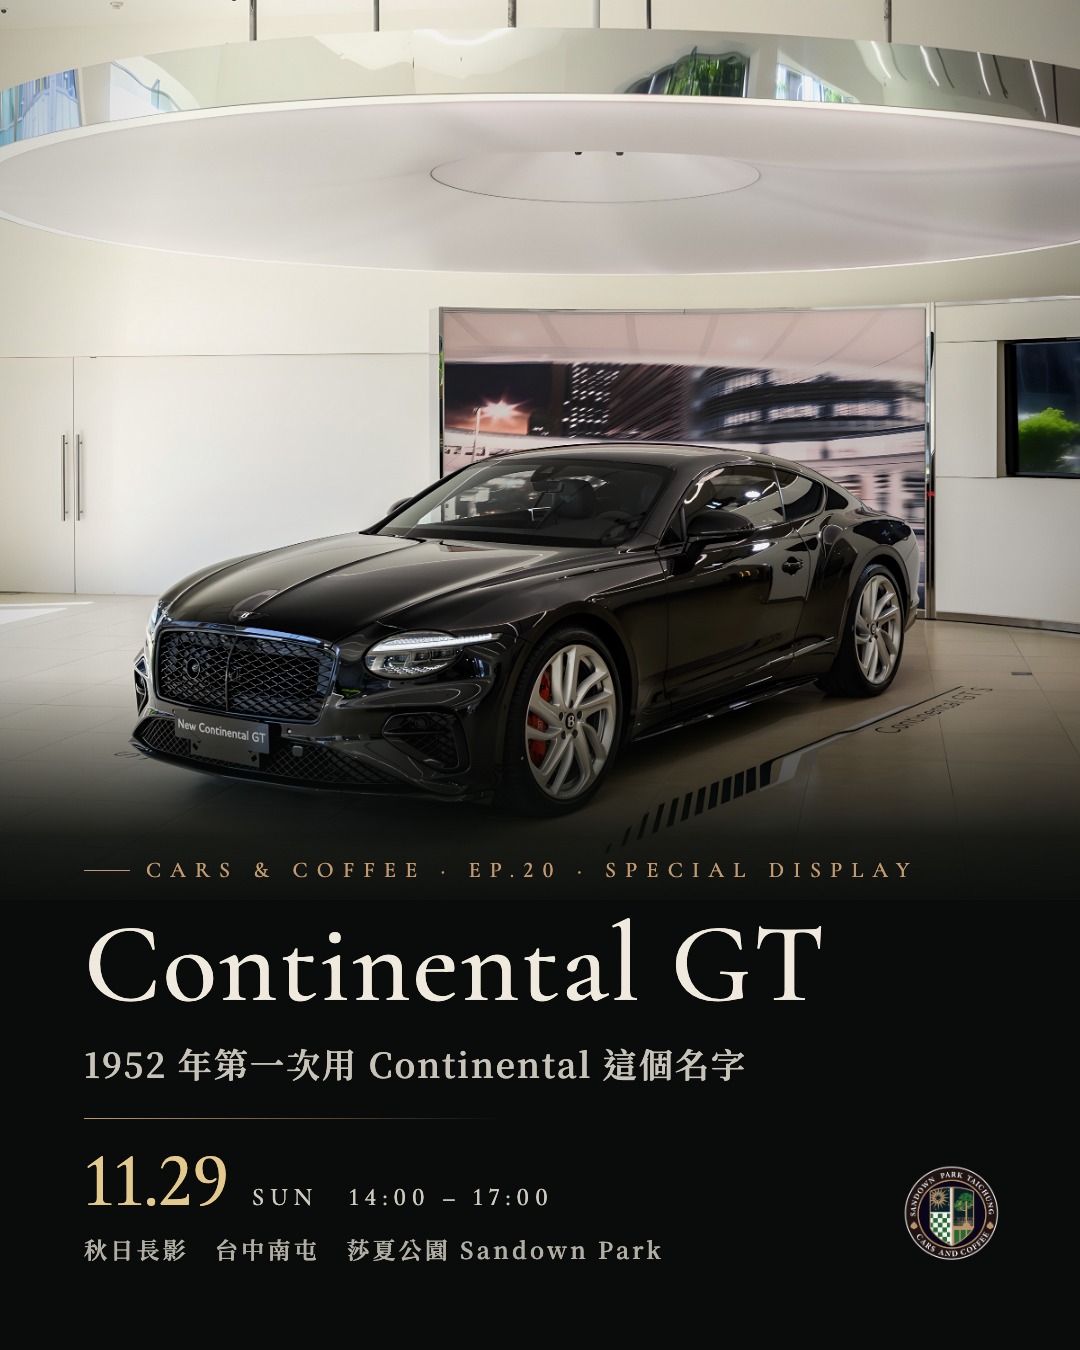 New Continental GT
Continental GT S
CARS & COFFEE · EP.20 · SPECIAL DISPLAY
Continental GT
1952 年第一次用 Continental 這個名字
11.29 SUN 14:00 – 17:00
秋日長影 台中南屯 莎夏公園 Sandown Park
SANDOWN PARK TAICHUNG
CARS AND COFFEE